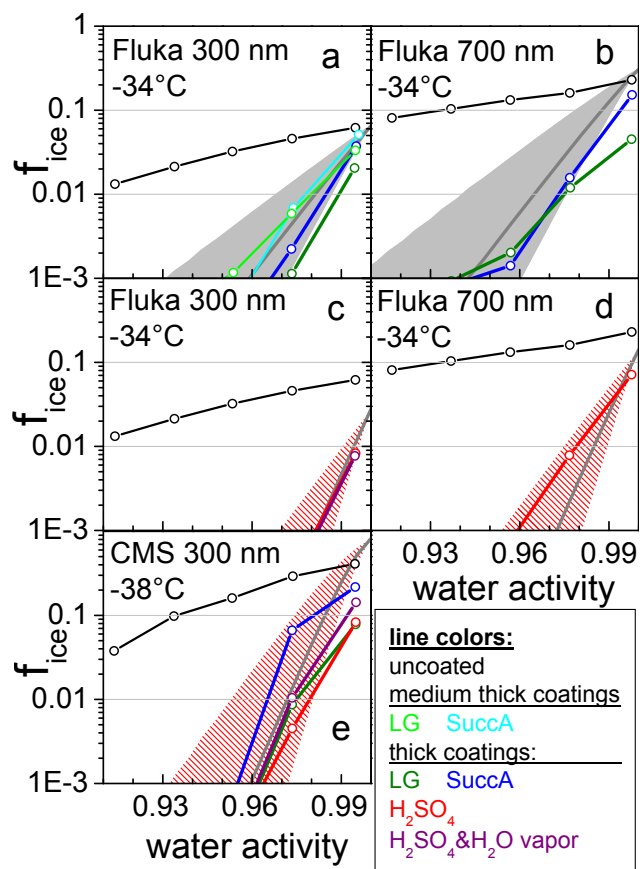 Fluka 300 nm
-34°C
a
Fluka 700 nm
-34°C
b
1
0.1
0.01
1E-3
f_ice
Fluka 300 nm
-34°C
c
Fluka 700 nm
-34°C
d
0.1
0.01
1E-3
f_ice
0.93 0.96 0.99
water activity
CMS 300 nm
-38°C
e
0.1
0.01
1E-3
f_ice
0.93 0.96 0.99
water activity
line colors:
uncoated
medium thick coatings
LG SuccA
thick coatings:
LG SuccA
H₂SO₄
H₂SO₄&H₂O vapor